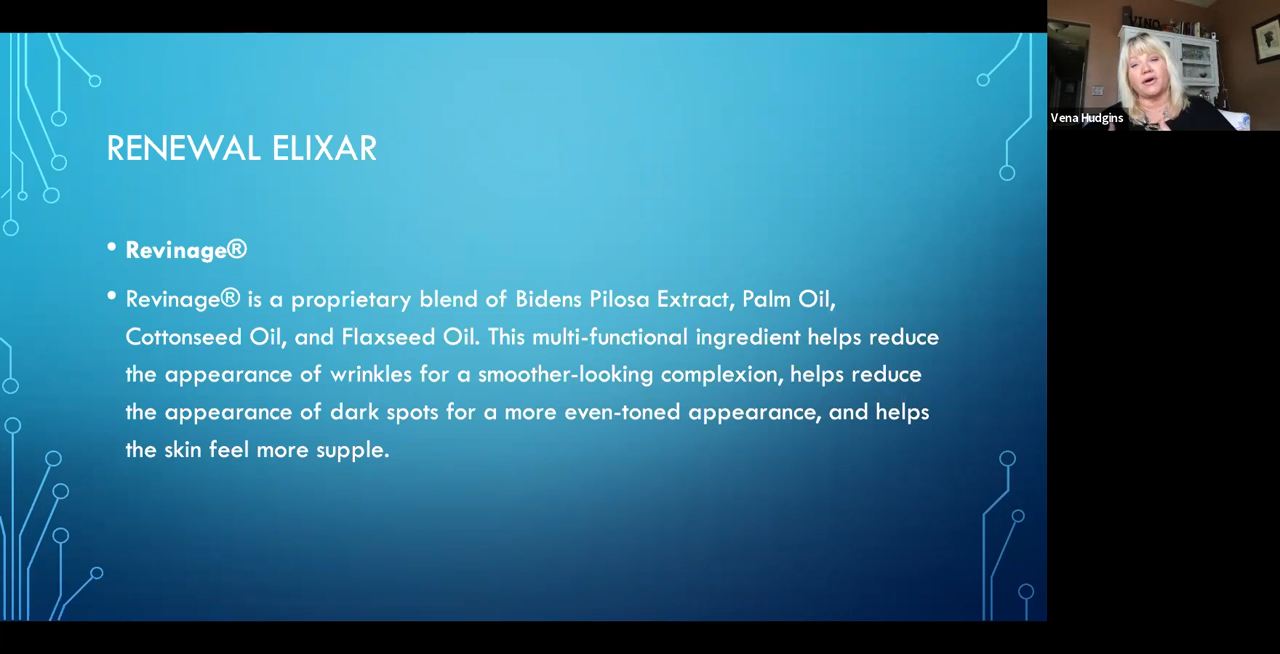 RENEWAL ELIXAR
• Revinage®
• Revinage® is a proprietary blend of Bidens Pilosa Extract, Palm Oil,
Cottonseed Oil, and Flaxseed Oil. This multi-functional ingredient helps reduce
the appearance of wrinkles for a smoother-looking complexion, helps reduce
the appearance of dark spots for a more even-toned appearance, and helps
the skin feel more supple.
VINO
Vena Hudgins